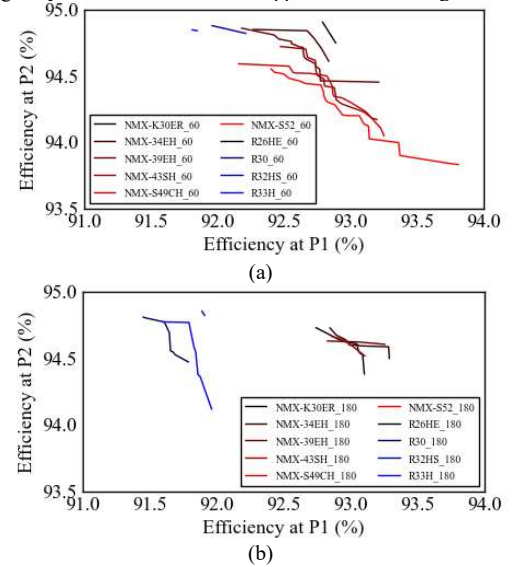 95.0
94.5
94.0
93.5
Efficiency at P2 (%)
NMX-K30ER_60 NMX-S52_60
NMX-34EH_60 R26HE_60
NMX-39EH_60 R30_60
NMX-43SH_60 R32HS_60
NMX-S49CH_60 R33H_60
91.0 91.5 92.0 92.5 93.0 93.5 94.0
Efficiency at P1 (%)
(a)
95.0
94.5
94.0
93.5
Efficiency at P2 (%)
NMX-K30ER_180 NMX-S52_180
NMX-34EH_180 R26HE_180
NMX-39EH_180 R30_180
NMX-43SH_180 R32HS_180
NMX-S49CH_180 R33H_180
91.0 91.5 92.0 92.5 93.0 93.5 94.0
Efficiency at P1 (%)
(b)